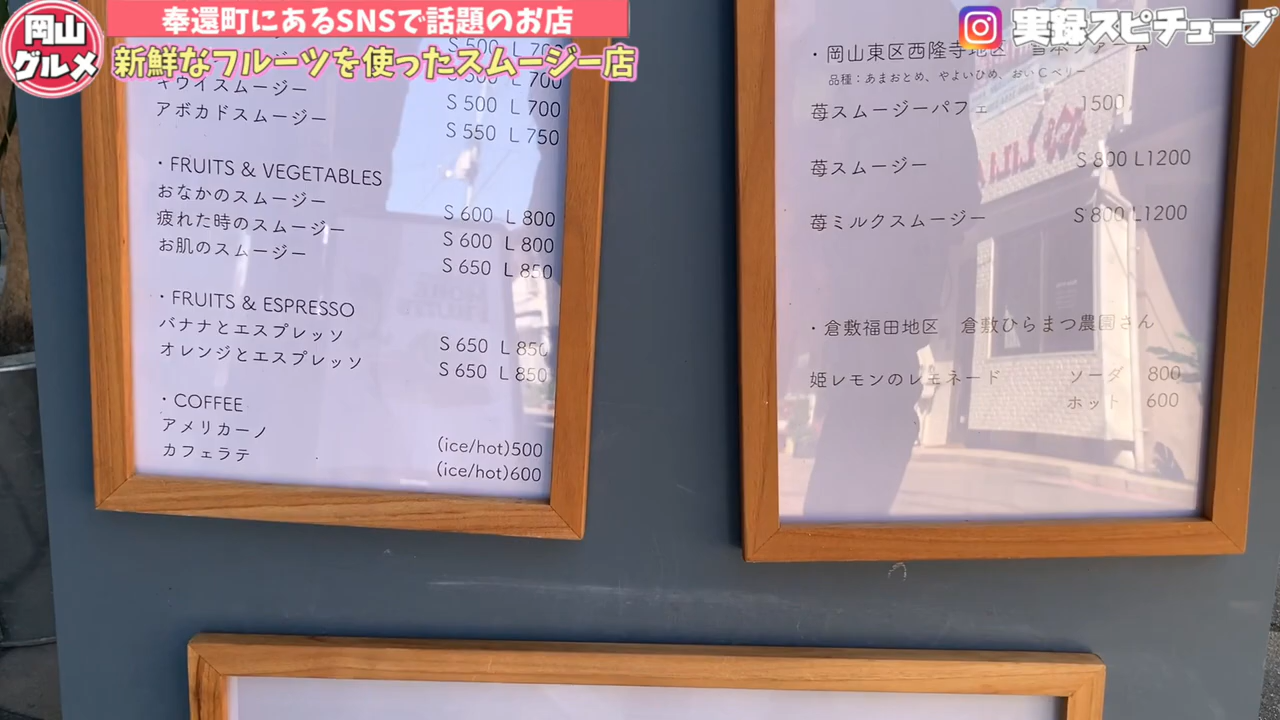 岡山
グルメ
奉還町にあるSNSで話題のお店
新鮮なフルーツを使ったスムージー店
実録スピチューブ
S 500 L 700
キウイスムージー S 500 L 700
アボカドスムージー S 550 L 750
・FRUITS & VEGETABLES
おなかのスムージー S 600 L 800
疲れた時のスムージー S 600 L 800
お肌のスムージー S 650 L 850
・FRUITS & ESPRESSO
バナナとエスプレッソ S 650 L 850
オレンジとエスプレッソ S 650 L 850
・COFFEE
アメリカーノ (ice/hot)500
カフェラテ (ice/hot)600
・岡山東区西隆寺地区
品種：あまおとめ、やよいひめ、おいCベリー
苺スムージーパフェ 1500
苺スムージー S 800 L1200
苺ミルクスムージー S 800 L1200
・倉敷福田地区 倉敷ひらまつ農園さん
姫レモンのレモネード ソーダ 800
ホット 600